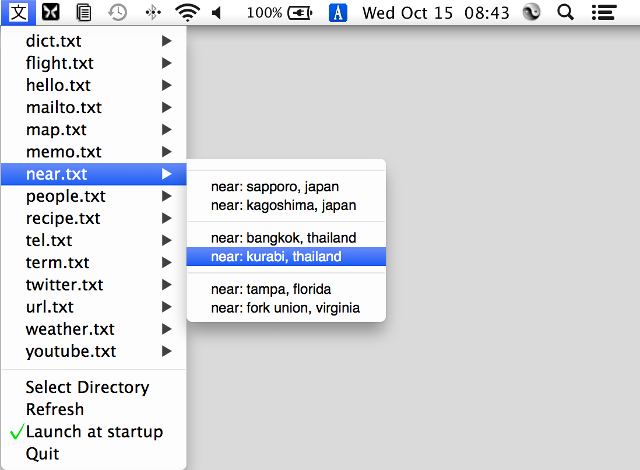 文 100% A Wed Oct 15 08:43
dict.txt
flight.txt
hello.txt
mailto.txt
map.txt
memo.txt
near.txt
people.txt
recipe.txt
tel.txt
term.txt
twitter.txt
url.txt
weather.txt
youtube.txt
Select Directory
Refresh
Launch at startup
Quit
near: sapporo, japan
near: kagoshima, japan
near: bangkok, thailand
near: kurabi, thailand
near: tampa, florida
near: fork union, virginia